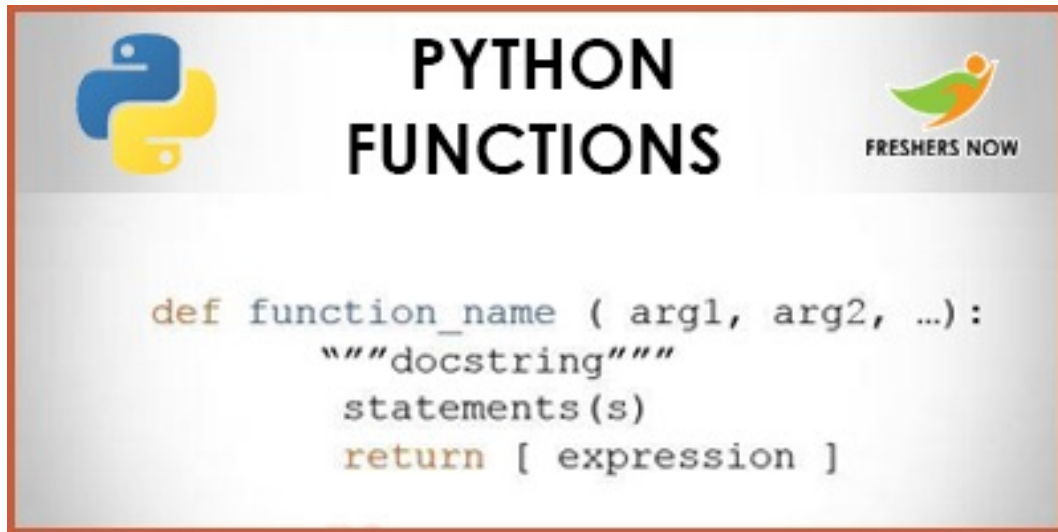 PYTHON
FUNCTIONS
FRESHERS NOW
def function_name ( arg1, arg2, …):
“””docstring”””
statements(s)
return [ expression ]